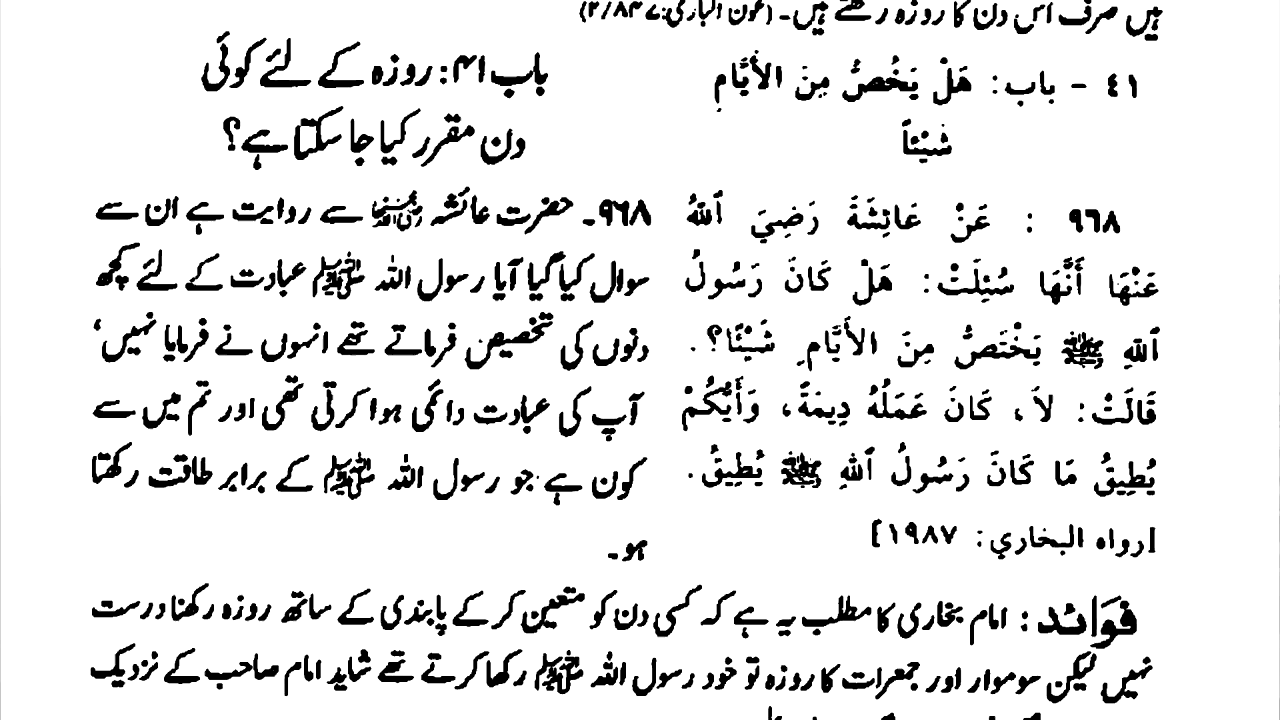 ہیں صرف اس دن کا روزہ رکھتے ہیں۔ (عون الباری: ۲/۸۴۷)
٤١ - باب: هَلْ يَخُصُّ مِنَ الأَيَّامِ
شَيْئاً
باب ۴۱: روزہ کے لئے کوئی
دن مقرر کیا جا سکتا ہے؟
٩٦٨ : عَنْ عَائِشَةَ رَضِيَ ٱللهُ
عَنْهَا أَنَّهَا سُئِلَتْ: هَلْ كَانَ رَسُولُ
ٱللهِ ﷺ يَخْتَصُّ مِنَ الأَيَّامِ شَيْئًا؟.
قَالَتْ: لاَ، كَانَ عَمَلُهُ دِيمَةً، وَأَيُّكُمْ
يُطِيقُ مَا كَانَ رَسُولُ ٱللهِ ﷺ يُطِيقُ.
[رواه البخاري: ١٩٨٧]
۹۶۸۔ حضرت عائشہ رضی اللہ عنہا سے روایت ہے ان سے
سوال کیا گیا آیا رسول اللہ ﷺ عبادت کے لئے کچھ
دنوں کی تخصیص فرماتے تھے انہوں نے فرمایا نہیں‘
آپ کی عبادت دائمی ہوا کرتی تھی اور تم میں سے
کون ہے جو رسول اللہ ﷺ کے برابر طاقت رکھتا
ہو۔
فوائد: امام بخاری کا مطلب یہ ہے کہ کسی دن کو متعین کر کے پابندی کے ساتھ روزہ رکھنا درست
نہیں لیکن سوموار اور جمعرات کا روزہ تو خود رسول اللہ ﷺ رکھا کرتے تھے شاید امام صاحب کے نزدیک